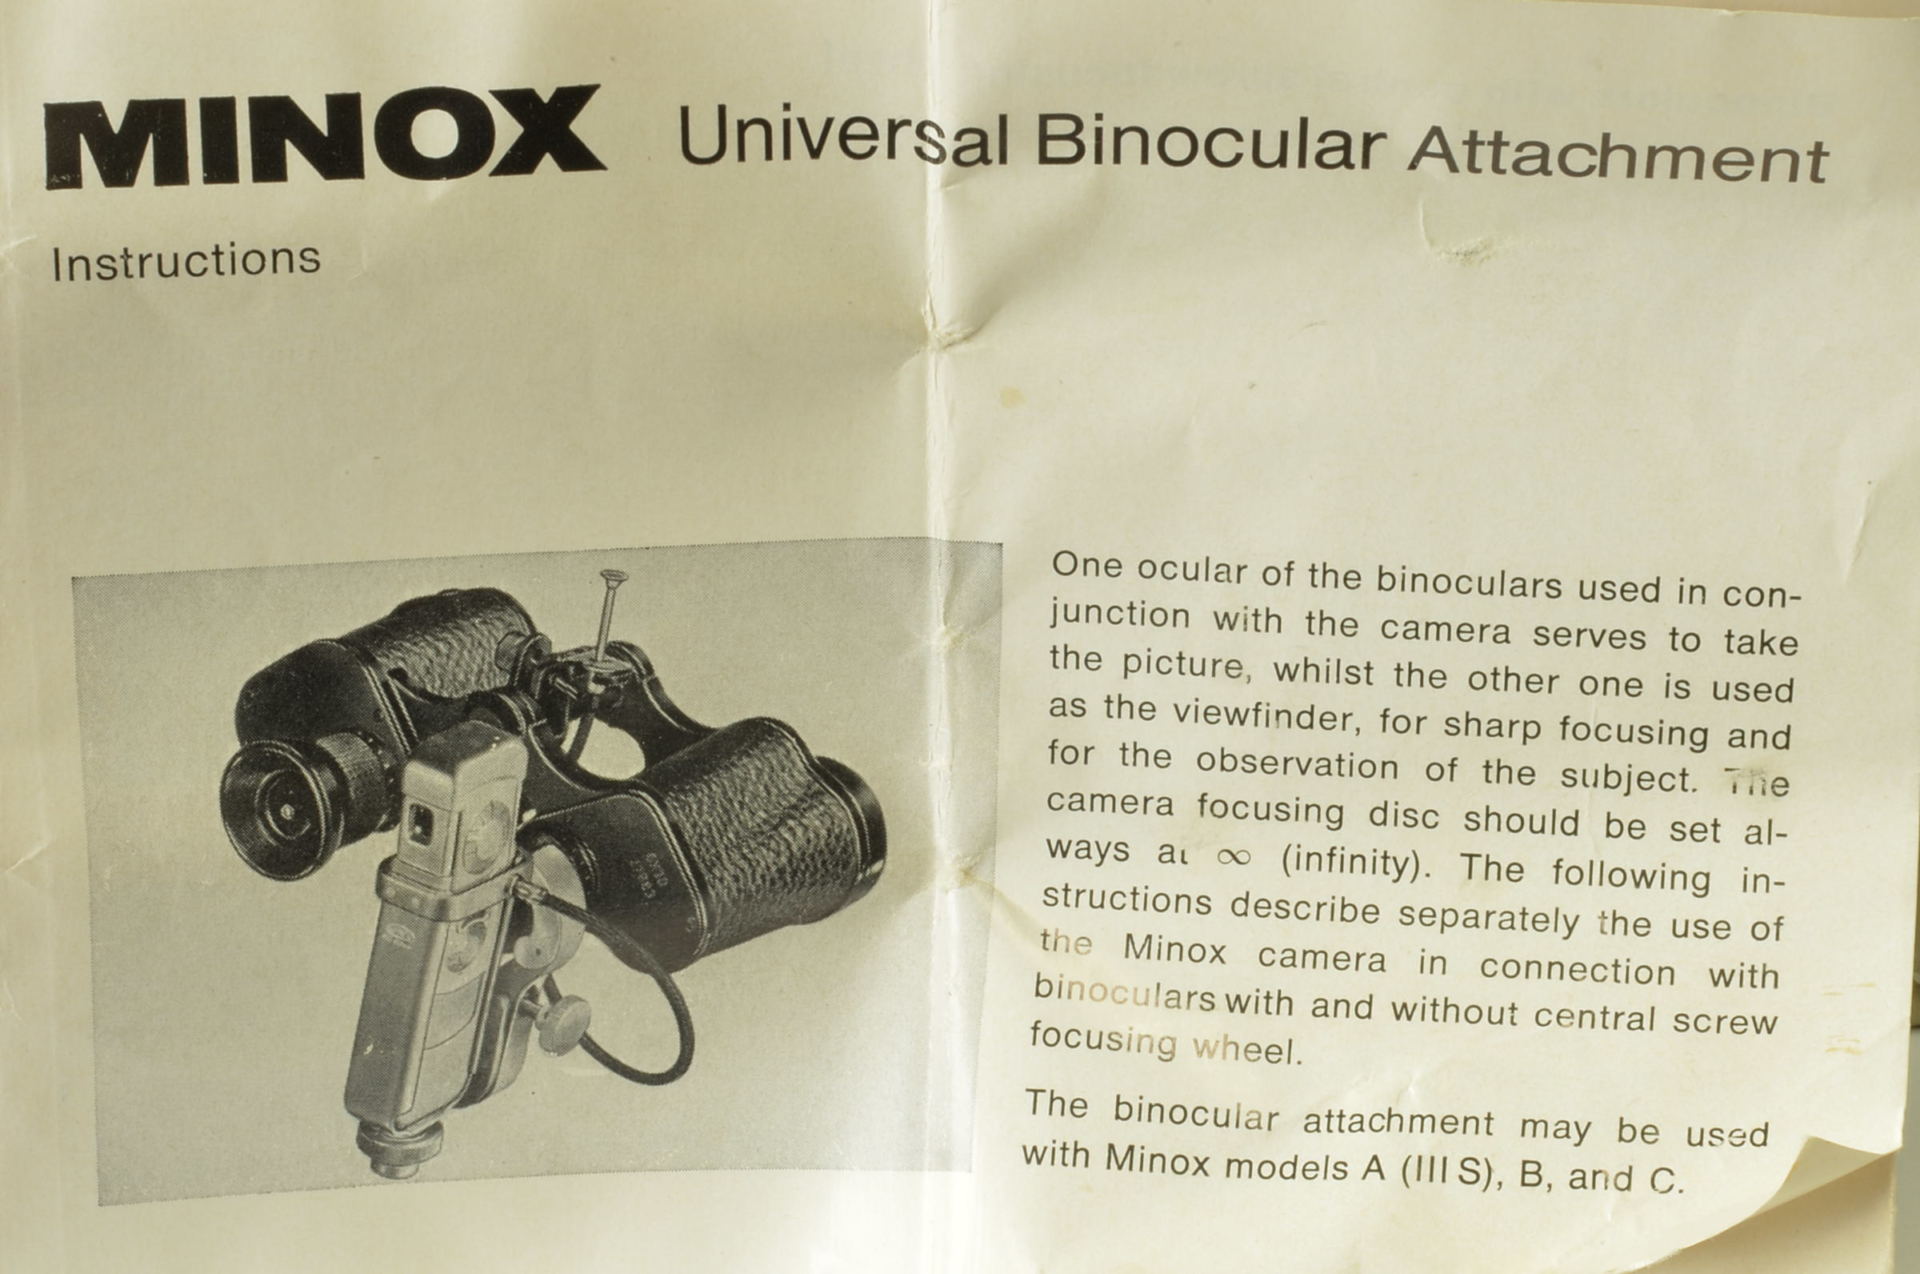 MINOX Universal Binocular Attachment
Instructions
One ocular of the binoculars used in con-
junction with the camera serves to take
the picture, whilst the other one is used
as the viewfinder, for sharp focusing and
for the observation of the subject. The
camera focusing disc should be set al-
ways at ∞ (infinity). The following in-
structions describe separately the use of
the Minox camera in connection with
binoculars with and without central screw
focusing wheel.
The binocular attachment may be used
with Minox models A (III S), B, and C.